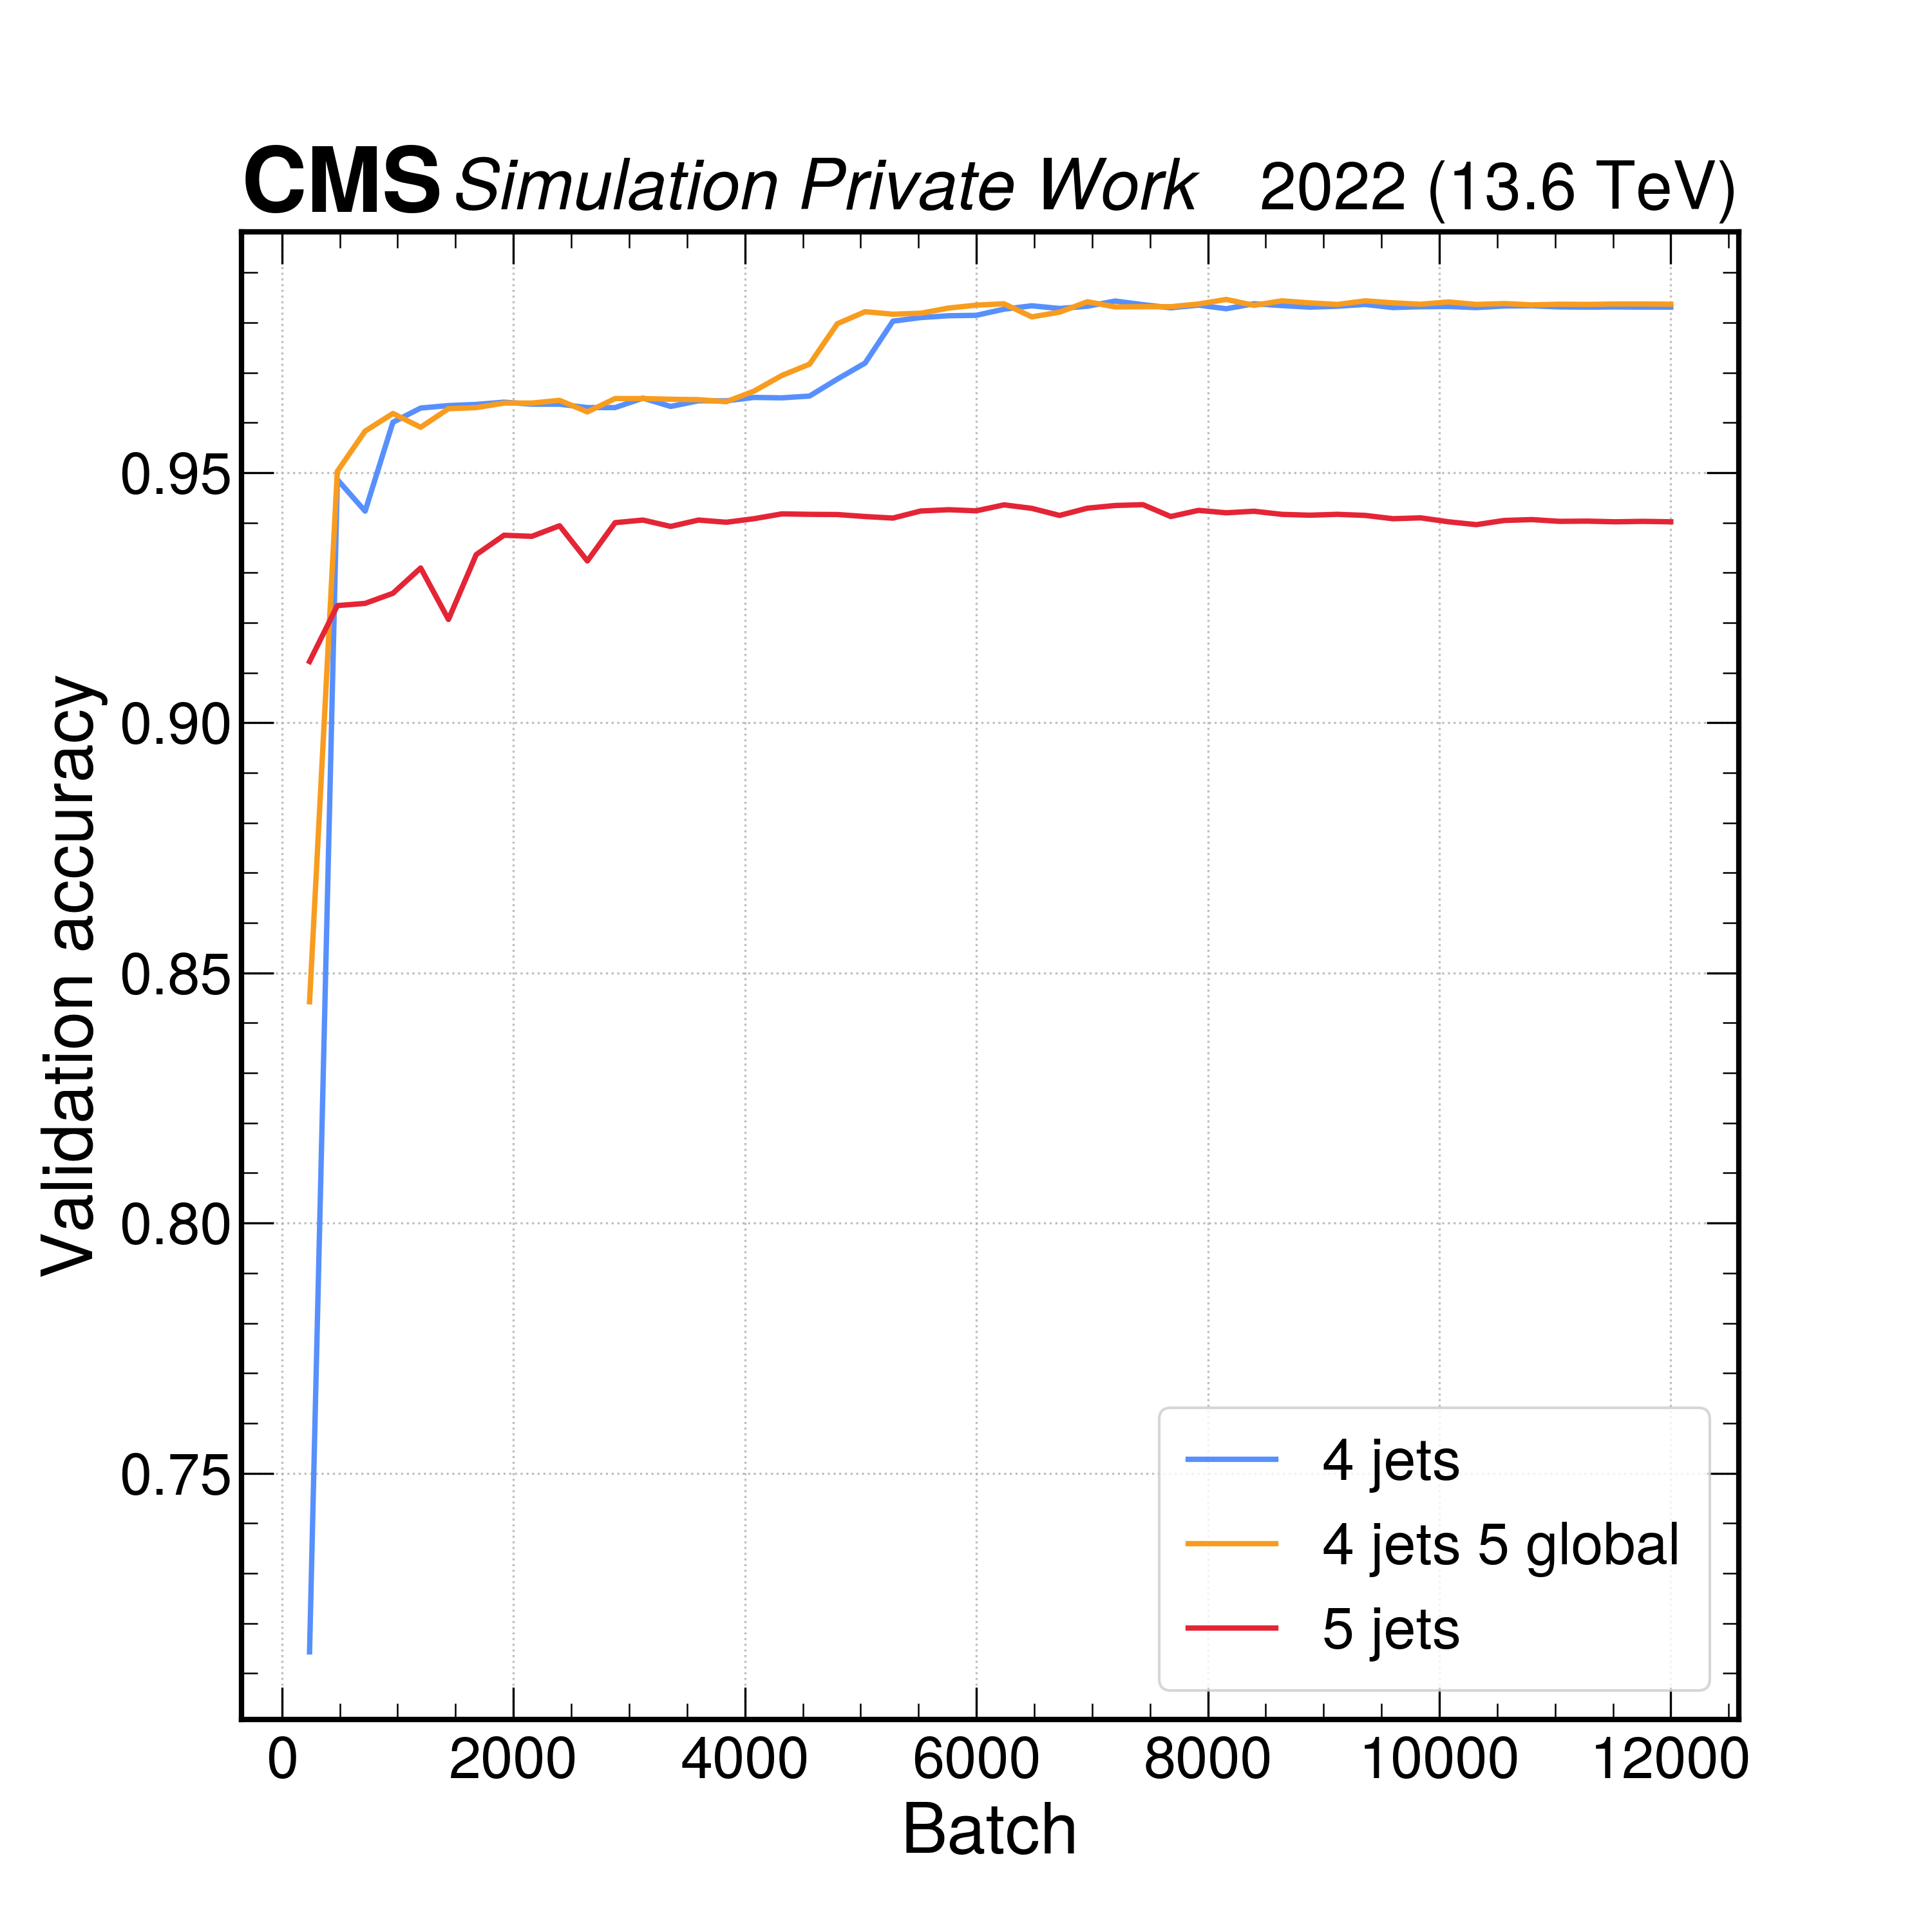 CMS Simulation Private Work 2022 (13.6 TeV)
Validation accuracy
0.95
0.90
0.85
0.80
0.75
4 jets
4 jets 5 global
5 jets
0 2000 4000 6000 8000 10000 12000
Batch